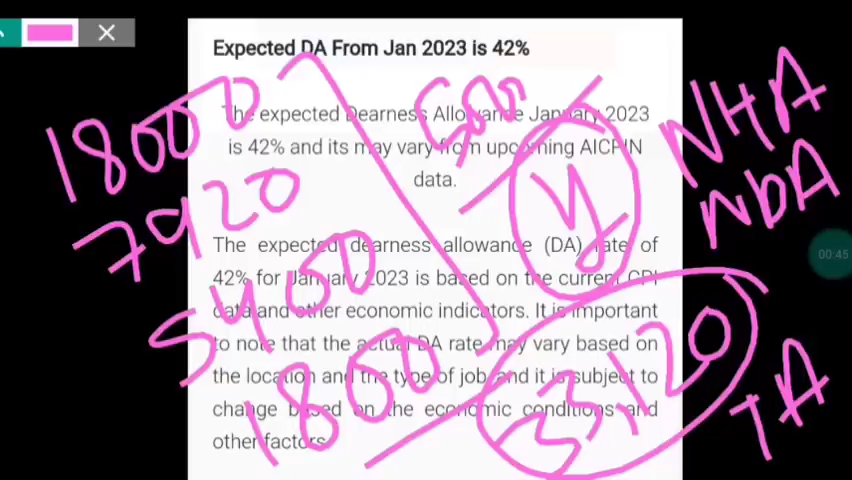 Expected DA From Jan 2023 is 42%
The expected Dearness Allowance January 2023
is 42% and its may vary from upcoming AICPIN
data.
The expected dearness allowance (DA) rate of
42% for January 2023 is based on the current CPI
data and other economic indicators. It is important
to note that the actual DA rate may vary based on
the location and the type of job, and it is subject to
change based on the economic conditions and
other factors.
18000
7920
5400
1800
y
33,120
NHA
NDA
TA
00:45